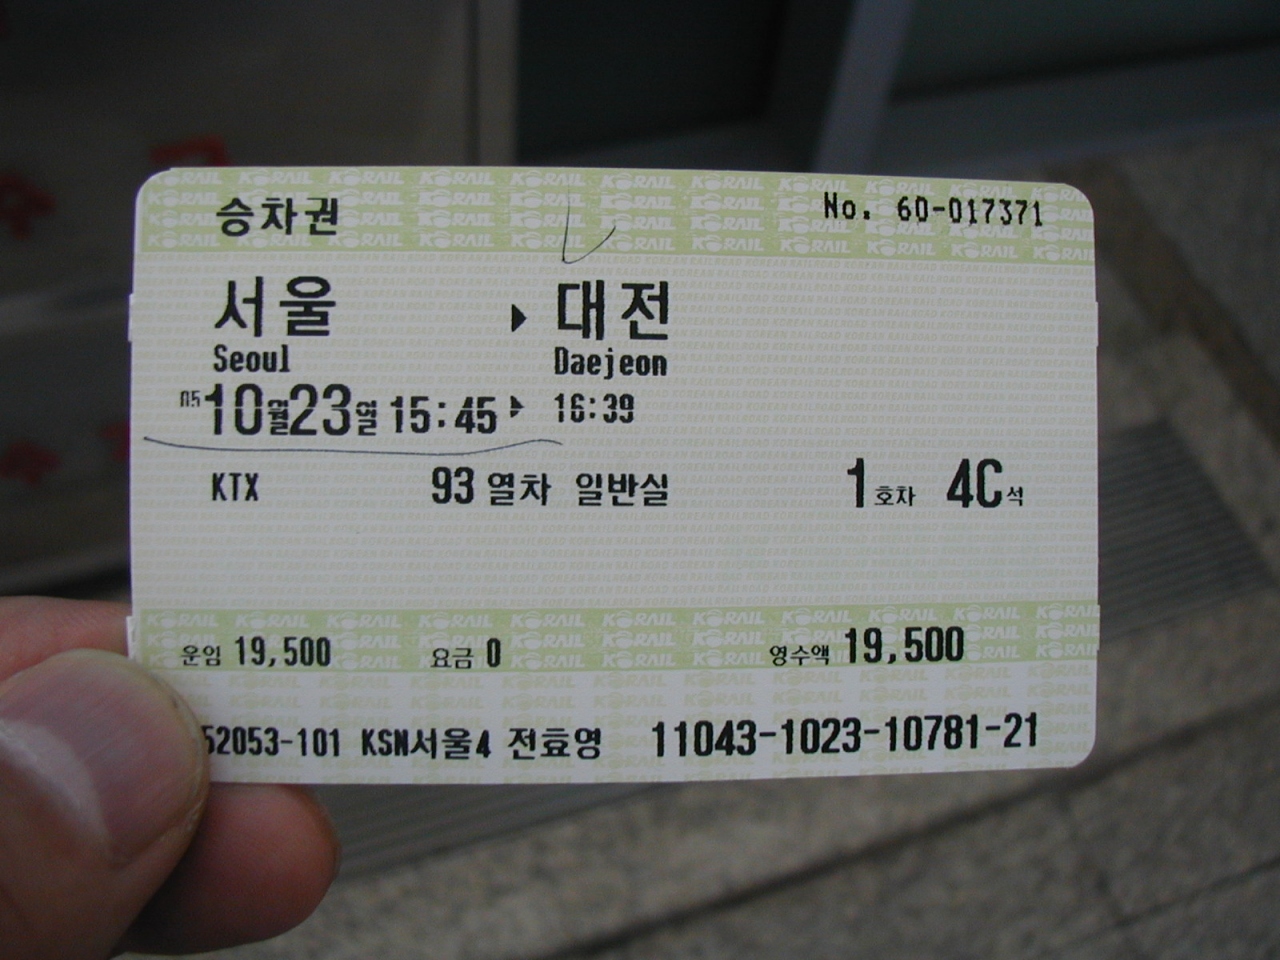 승차권 No. 60-017371
서울 ▶ 대전
Seoul Daejeon
05 10월23일 15:45 ▶ 16:39
KTX 93 열차 일반실 1호차 4C석
운임 19,500 요금 0 영수액 19,500
52053-101 KSN서울4 전효영 11043-1023-10781-21